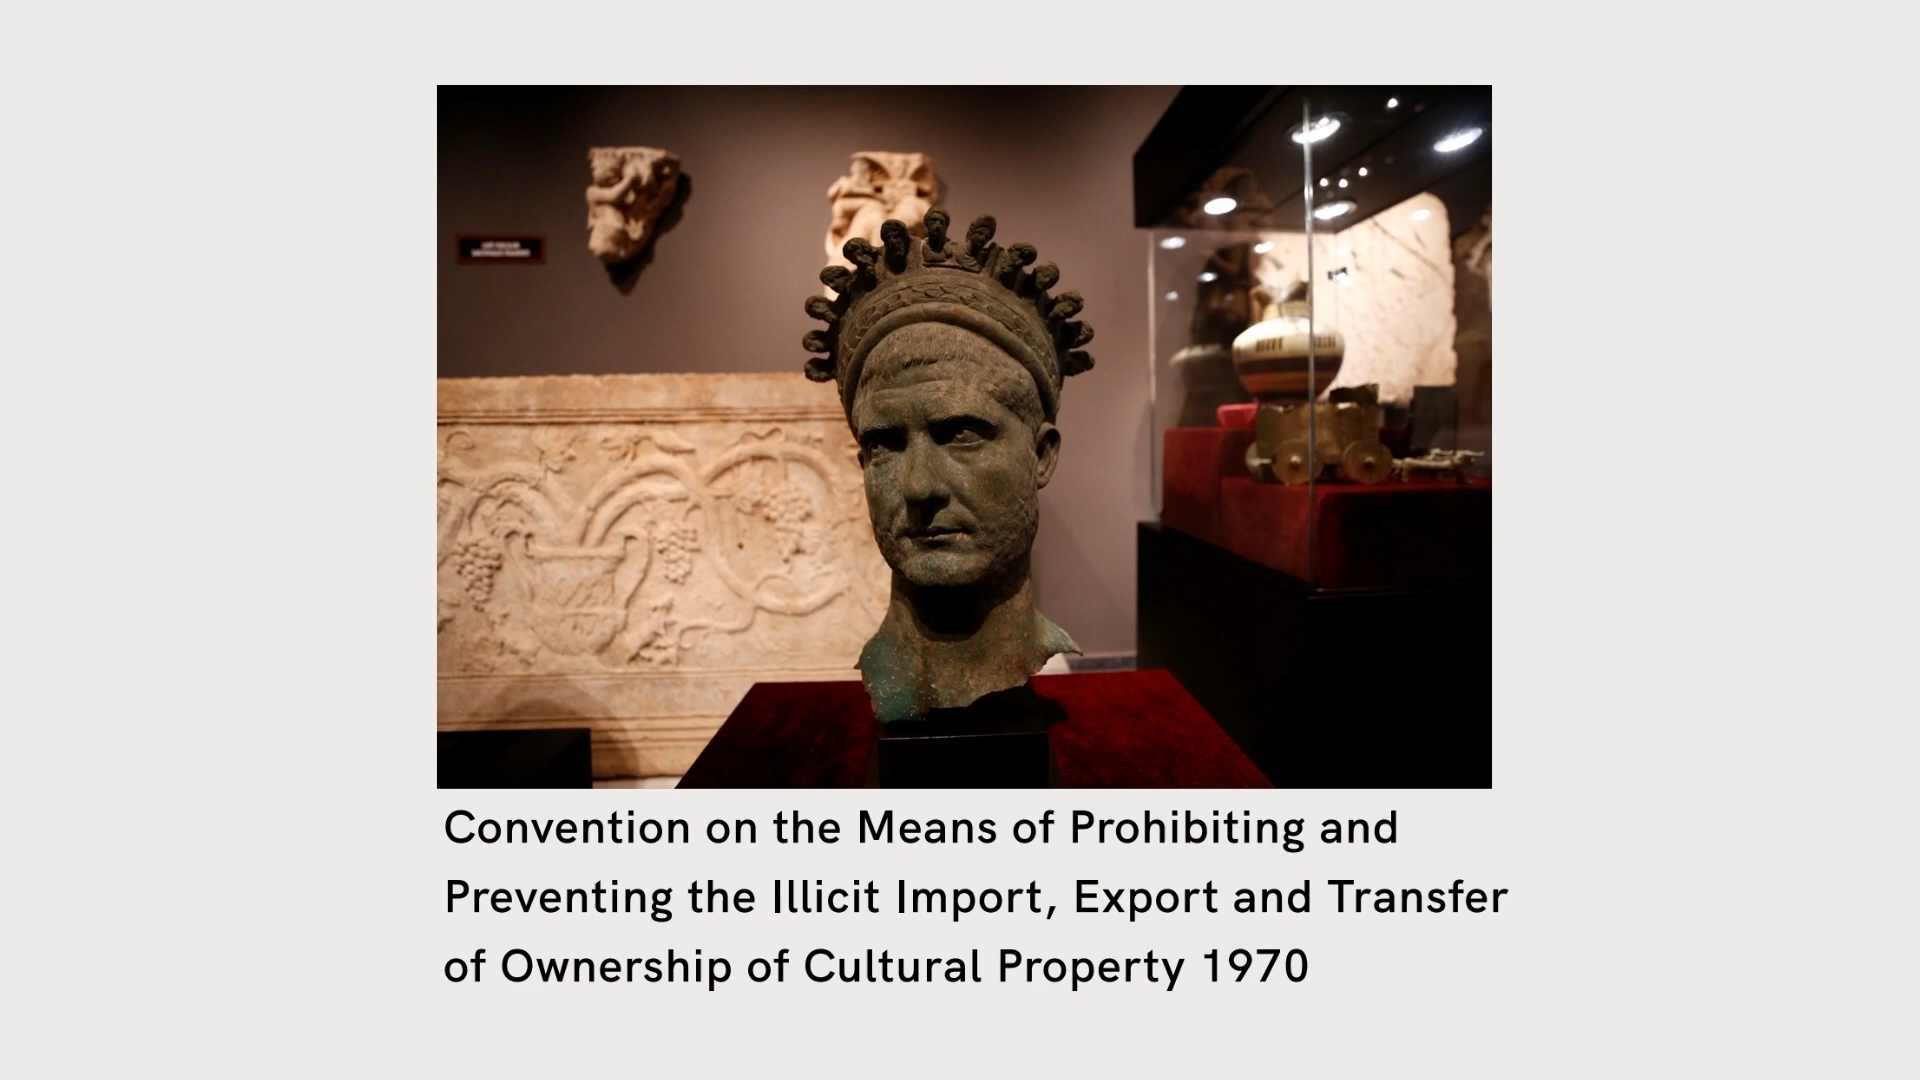 Convention on the Means of Prohibiting and
Preventing the Illicit Import, Export and Transfer
of Ownership of Cultural Property 1970